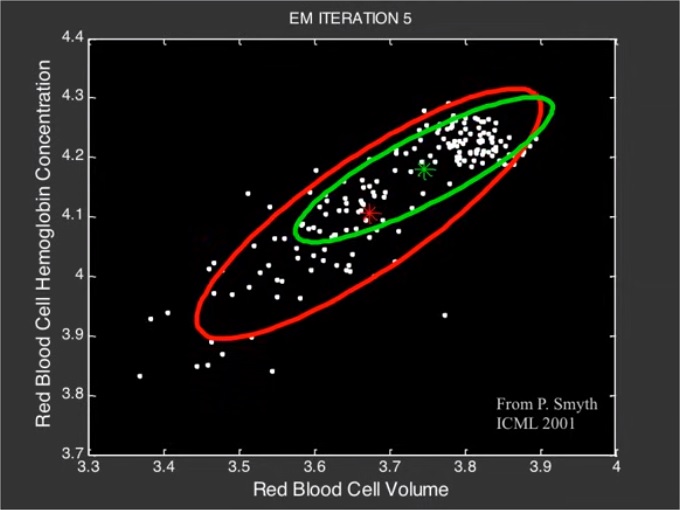 EM ITERATION 5
Red Blood Cell Hemoglobin Concentration
4.4
4.3
4.2
4.1
4
3.9
3.8
3.7
From P. Smyth
ICML 2001
3.3 3.4 3.5 3.6 3.7 3.8 3.9 4
Red Blood Cell Volume